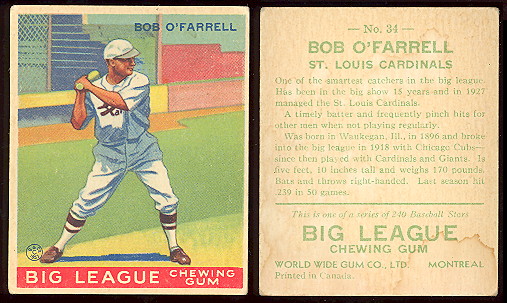 BOB O'FARRELL
BIG LEAGUE CHEWING GUM
— No. 34 —
BOB O'FARRELL
ST. LOUIS CARDINALS
One of the smartest catchers in the big league.
Has been in the big show 15 years and in 1927
managed the St. Louis Cardinals.
A timely batter and frequently pinch hits for
other men when not playing regularly.
Was born in Waukegan, Ill., in 1896 and broke into
the big league in 1918 with Chicago Cubs—
since then played with Cardinals and Giants. Is
five feet, 10 inches tall and weighs 170 pounds.
Bats and throws right-handed. Last season hit
.239 in 50 games.
This is one of a series of 240 Baseball Stars
BIG LEAGUE
CHEWING GUM
WORLD WIDE GUM CO., LTD. MONTREAL
Printed in Canada.